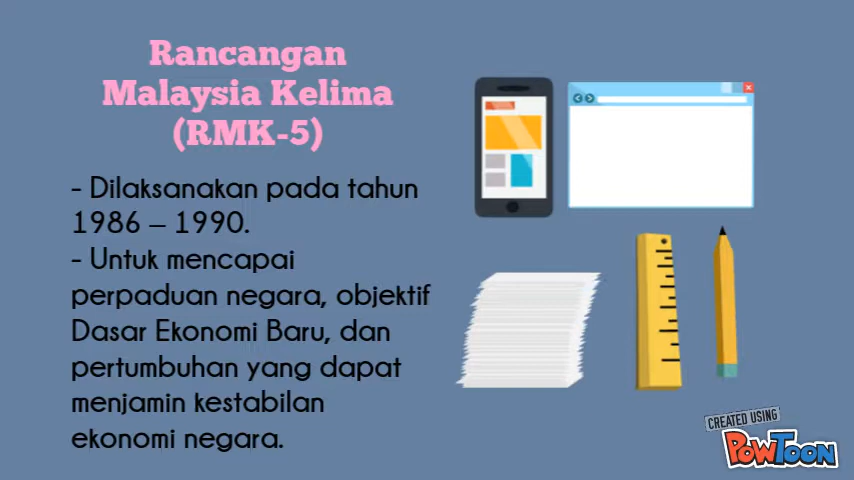 Rancangan
Malaysia Kelima
(RMK-5)
- Dilaksanakan pada tahun
1986 – 1990.
- Untuk mencapai
perpaduan negara, objektif
Dasar Ekonomi Baru, dan
pertumbuhan yang dapat
menjamin kestabilan
ekonomi negara.
CREATED USING
POWTOON